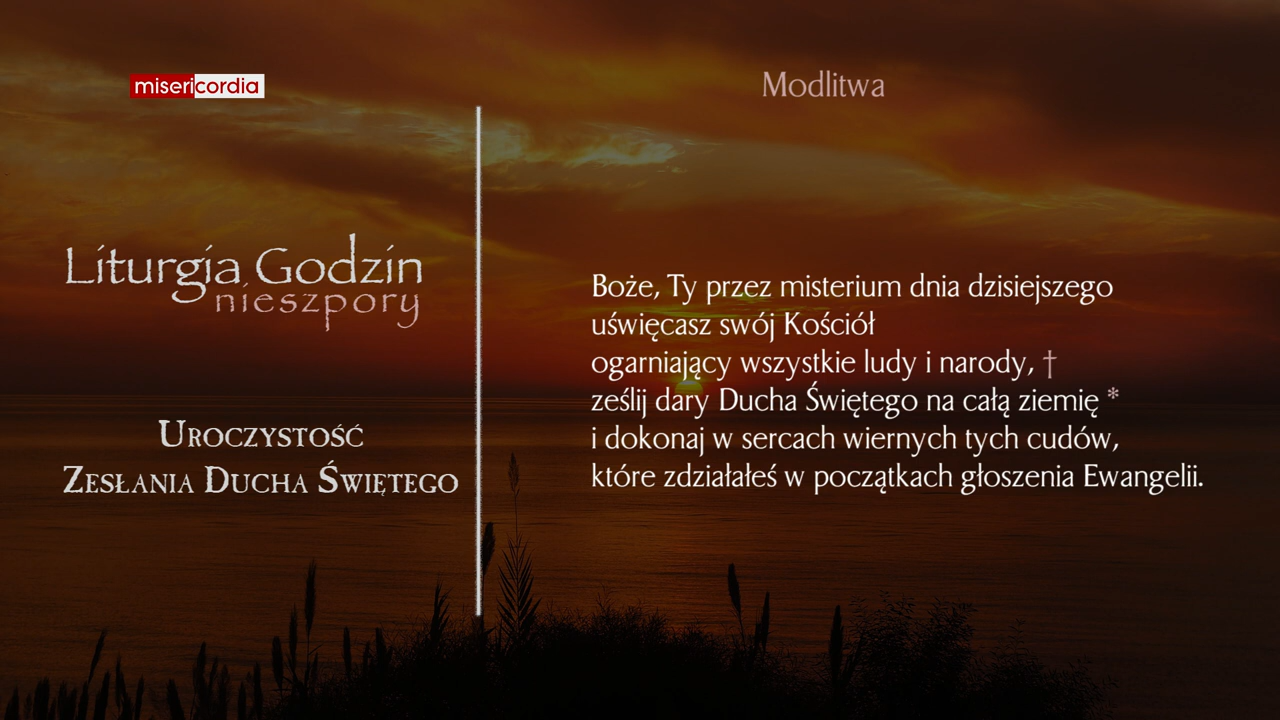 misericordia
Modlitwa
Liturgia Godzin
nieszpory
Uroczystość
Zesłania Ducha Świętego
Boże, Ty przez misterium dnia dzisiejszego
uświęcasz swój Kościół
ogarniający wszystkie ludy i narody, †
ześlij dary Ducha Świętego na całą ziemię *
i dokonaj w sercach wiernych tych cudów,
które zdziałałeś w początkach głoszenia Ewangelii.